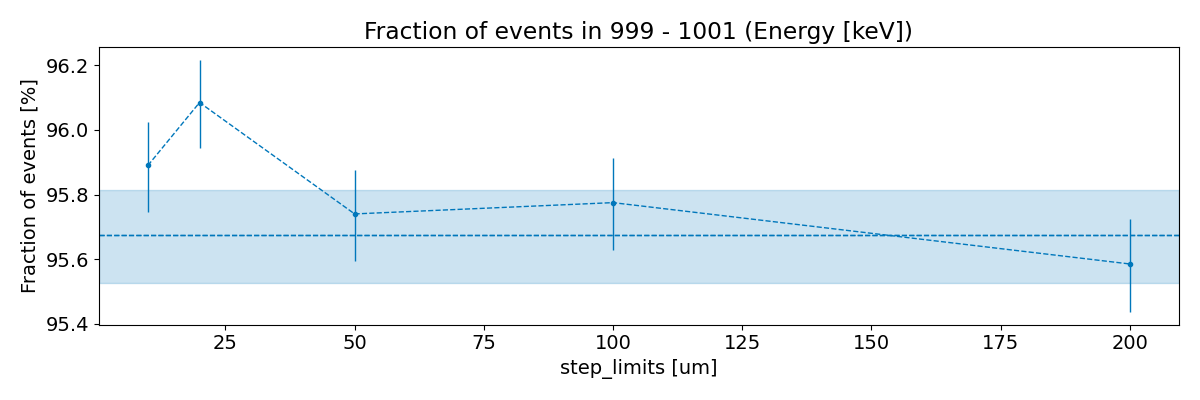 Fraction of events in 999 - 1001 (Energy [keV])
Fraction of events [%]
96.2
96.0
95.8
95.6
95.4
25 50 75 100 125 150 175 200
step_limits [um]